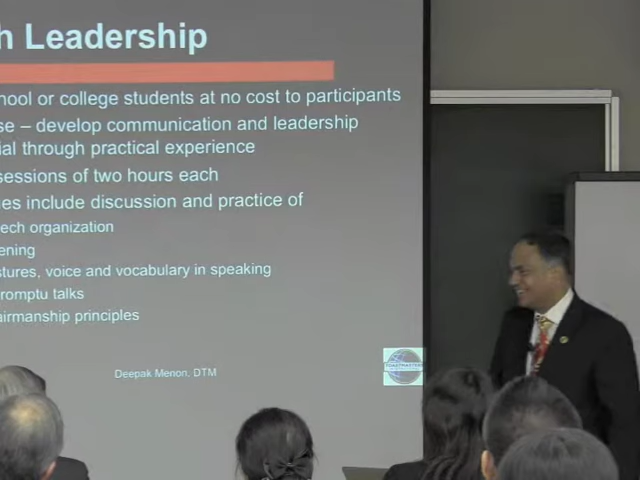 h Leadership
hool or college students at no cost to participants
se – develop communication and leadership
ial through practical experience
sessions of two hours each
es include discussion and practice of
ech organization
ening
stures, voice and vocabulary in speaking
romptu talks
airmanship principles
Deepak Menon, DTM
TOASTMASTERS